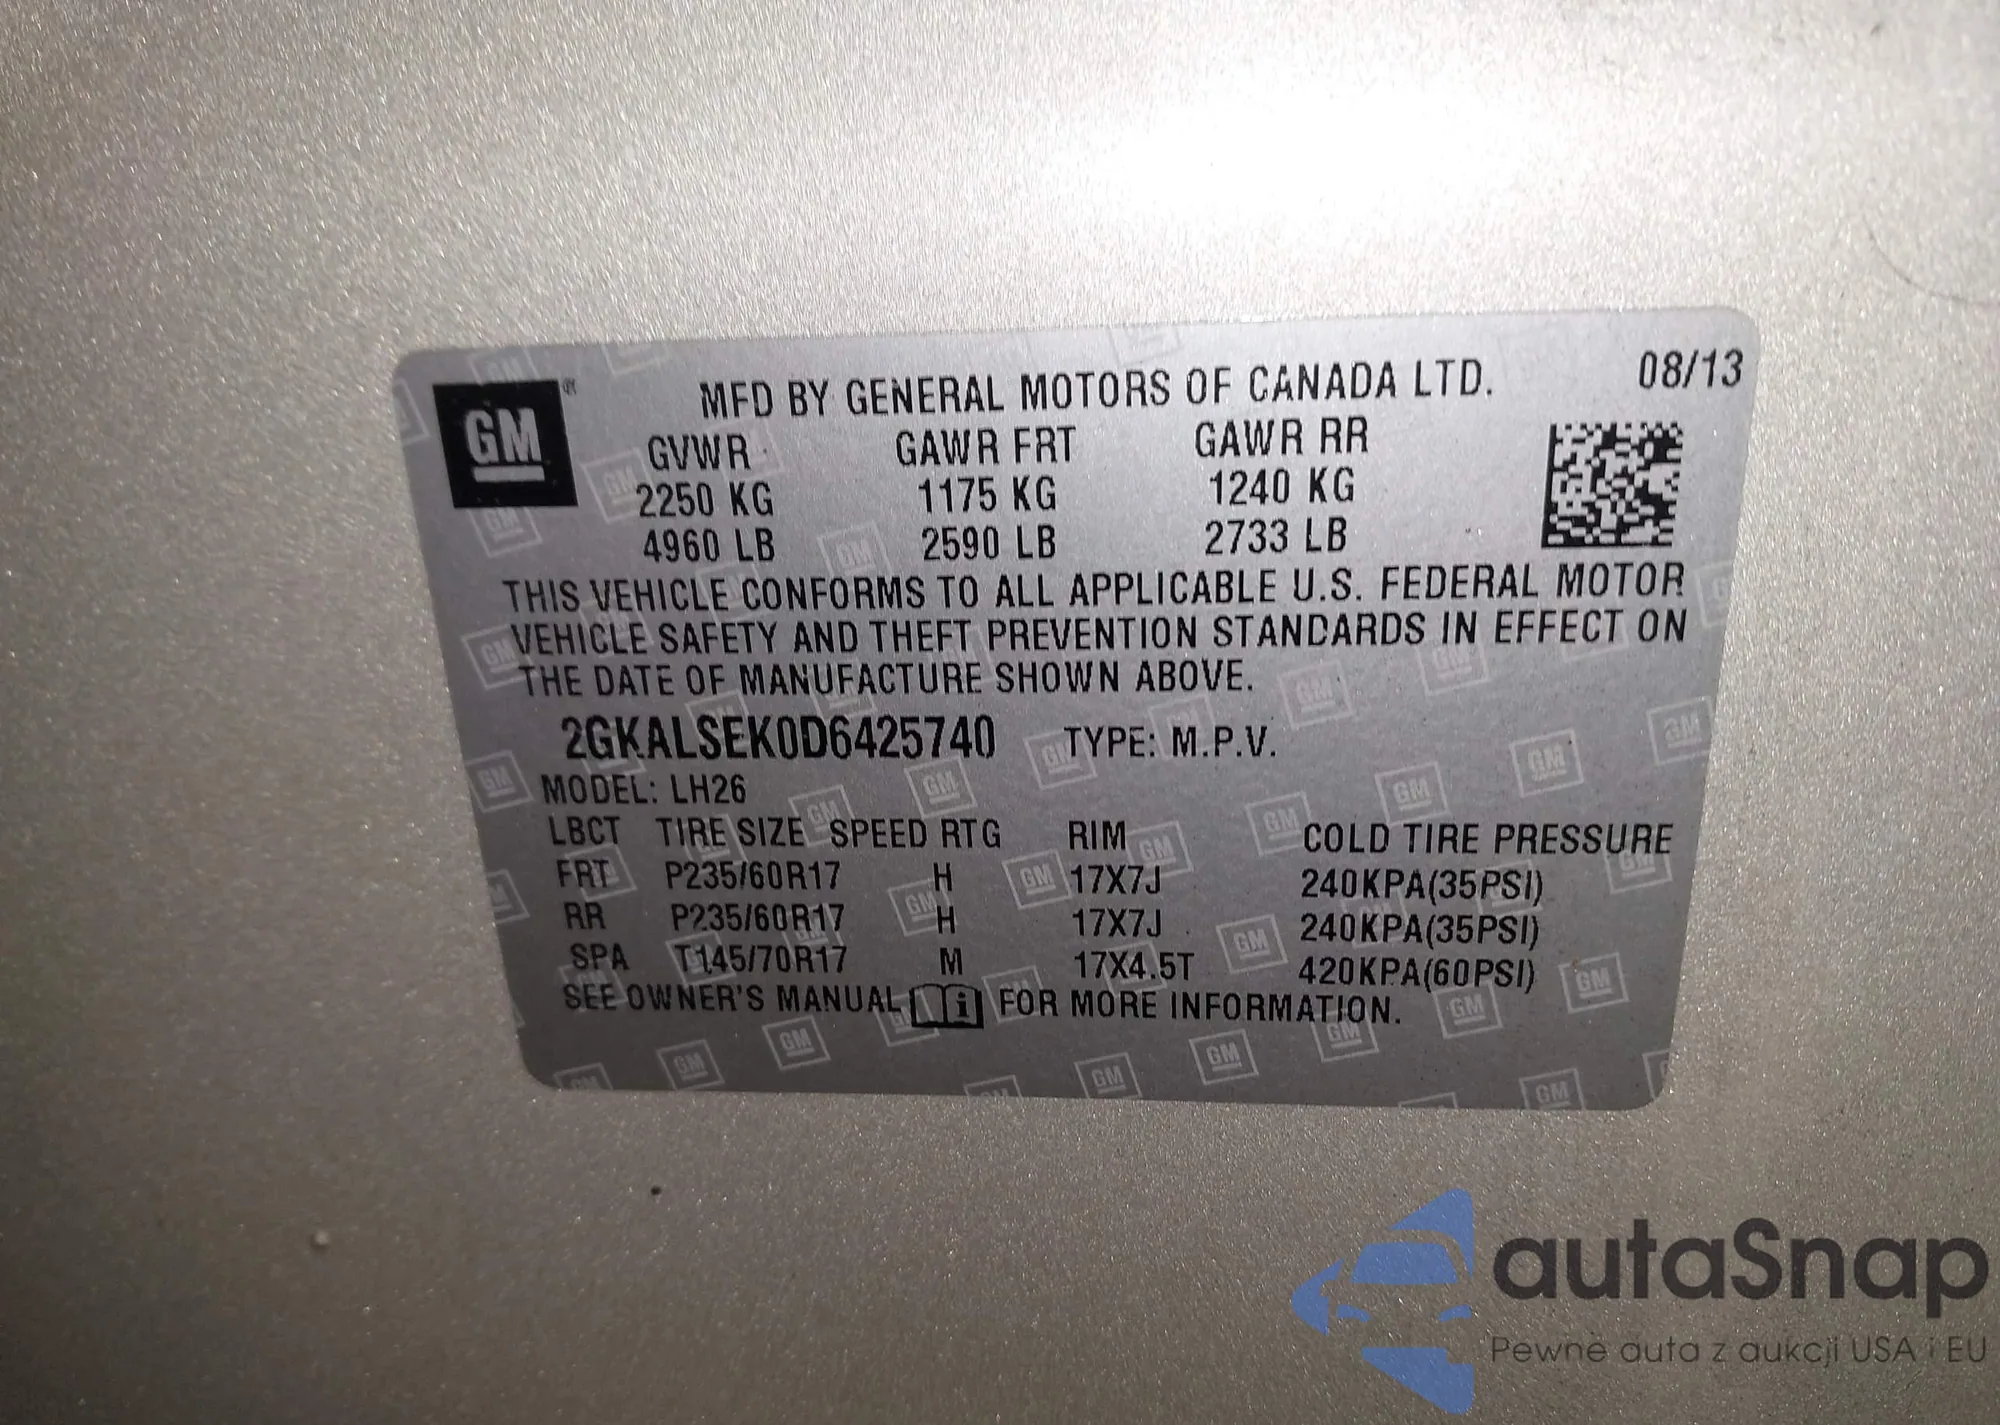 GM
MFD BY GENERAL MOTORS OF CANADA LTD. 08/13
GVWR GAWR FRT GAWR RR
2250 KG 1175 KG 1240 KG
4960 LB 2590 LB 2733 LB
THIS VEHICLE CONFORMS TO ALL APPLICABLE U.S. FEDERAL MOTOR
VEHICLE SAFETY AND THEFT PREVENTION STANDARDS IN EFFECT ON
THE DATE OF MANUFACTURE SHOWN ABOVE.
2GKALSEK0D6425740 TYPE: M.P.V.
MODEL: LH26
LBCT TIRE SIZE SPEED RTG RIM COLD TIRE PRESSURE
FRT P235/60R17 H 17X7J 240KPA(35PSI)
RR P235/60R17 H 17X7J 240KPA(35PSI)
SPA T145/70R17 M 17X4.5T 420KPA(60PSI)
SEE OWNER'S MANUAL i FOR MORE INFORMATION.
autaSnap
Pewne auta z aukcji USA i EU